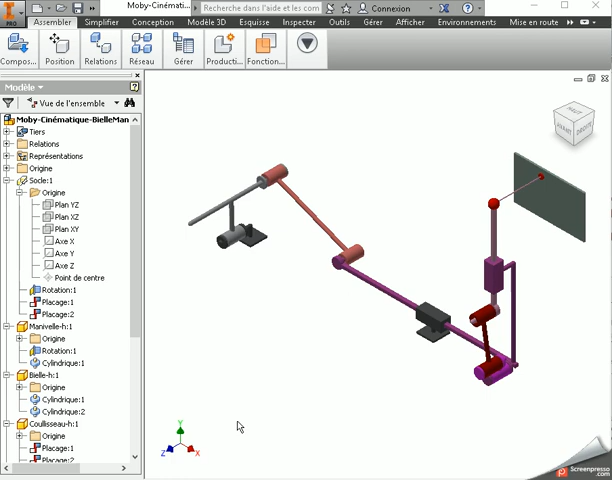 Moby-Cinémati...
Recherche dans l'aide et les com
Connexion
PRO
Assembler Simplifier Conception Modèle 3D Esquisse Inspecter Outils Gérer Afficher Environnements Mise en route
Compos... Position Relations Réseau Gérer Producti... Fonction...
Modèle
Vue de l'ensemble
Moby-Cinématique-BielleMan
Tiers
Relations
Représentations
Origine
Socle:1
Origine
Plan YZ
Plan XZ
Plan XY
Axe X
Axe Y
Axe Z
Point de centre
Rotation:1
Placage:1
Placage:2
Manivelle-h:1
Origine
Rotation:1
Cylindrique:1
Bielle-h:1
Origine
Cylindrique:1
Cylindrique:2
Coullisseau-h:1
Origine
Placage:1
Placage:2
HAUT
AVANT
DROITE
Y
Z
X
Screenpresso.com